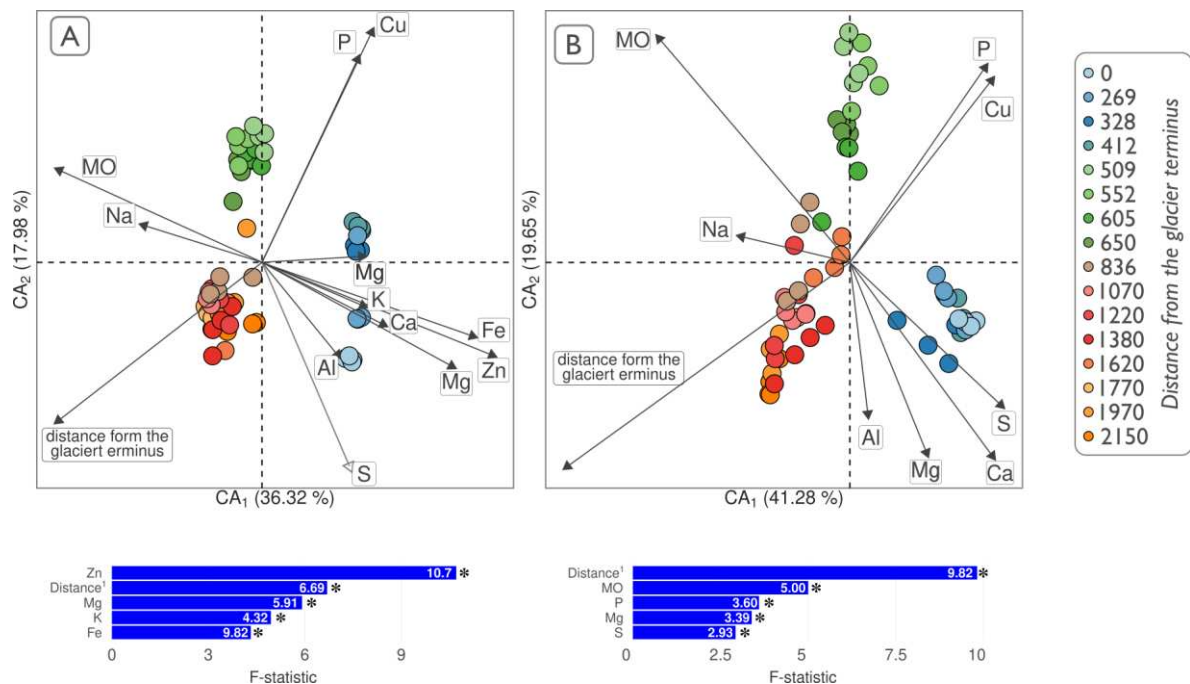 A
Cu
P
MO
Na
Mg
K
Ca
Fe
Al
Mg
Zn
distance form the
glaciert erminus
S
CA2 (17.98 %)
CA1 (36.32 %)
B
MO
P
Cu
Na
distance form the
glaciert erminus
Al
S
Mg
Ca
CA2 (19.65 %)
CA1 (41.28 %)
0
269
328
412
509
552
605
650
836
1070
1220
1380
1620
1770
1970
2150
Distance from the glacier terminus
Zn 10.7 *
Distance¹ 6.69 *
Mg 5.91 *
K 4.32 *
Fe 9.82 *
0 3 6 9
F-statistic
Distance¹ 9.82 *
MO 5.00 *
P 3.60 *
Mg 3.39 *
S 2.93 *
0 2.5 5 7.5 10
F-statistic